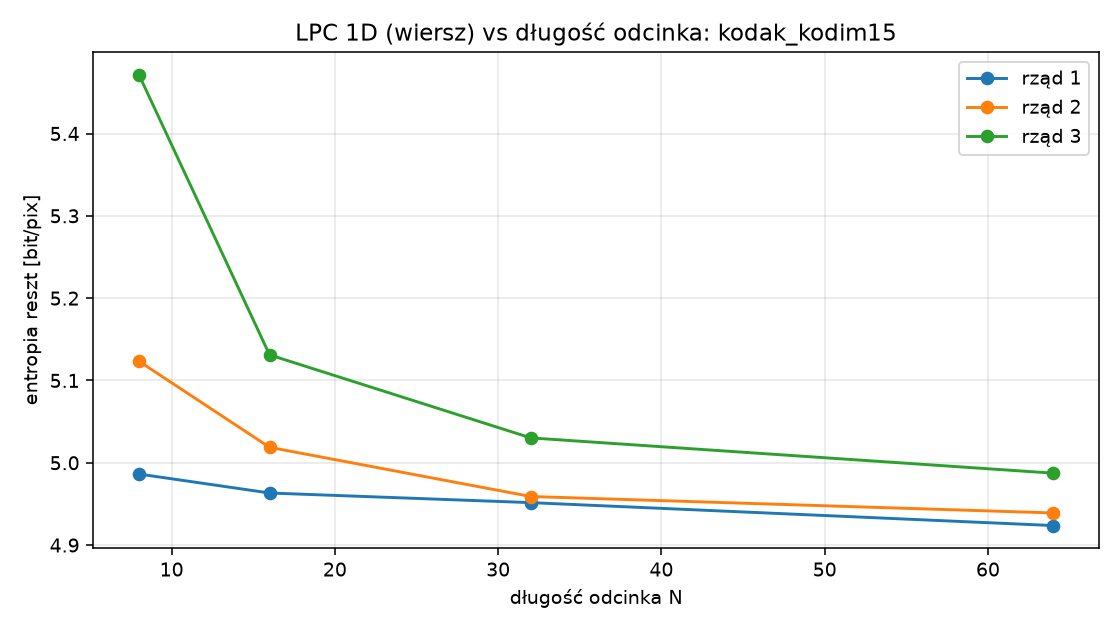 LPC 1D (wiersz) vs długość odcinka: kodak_kodim15
rząd 1
rząd 2
rząd 3
entropia reszt [bit/pix]
5.4
5.3
5.2
5.1
5.0
4.9
10 20 30 40 50 60
długość odcinka N